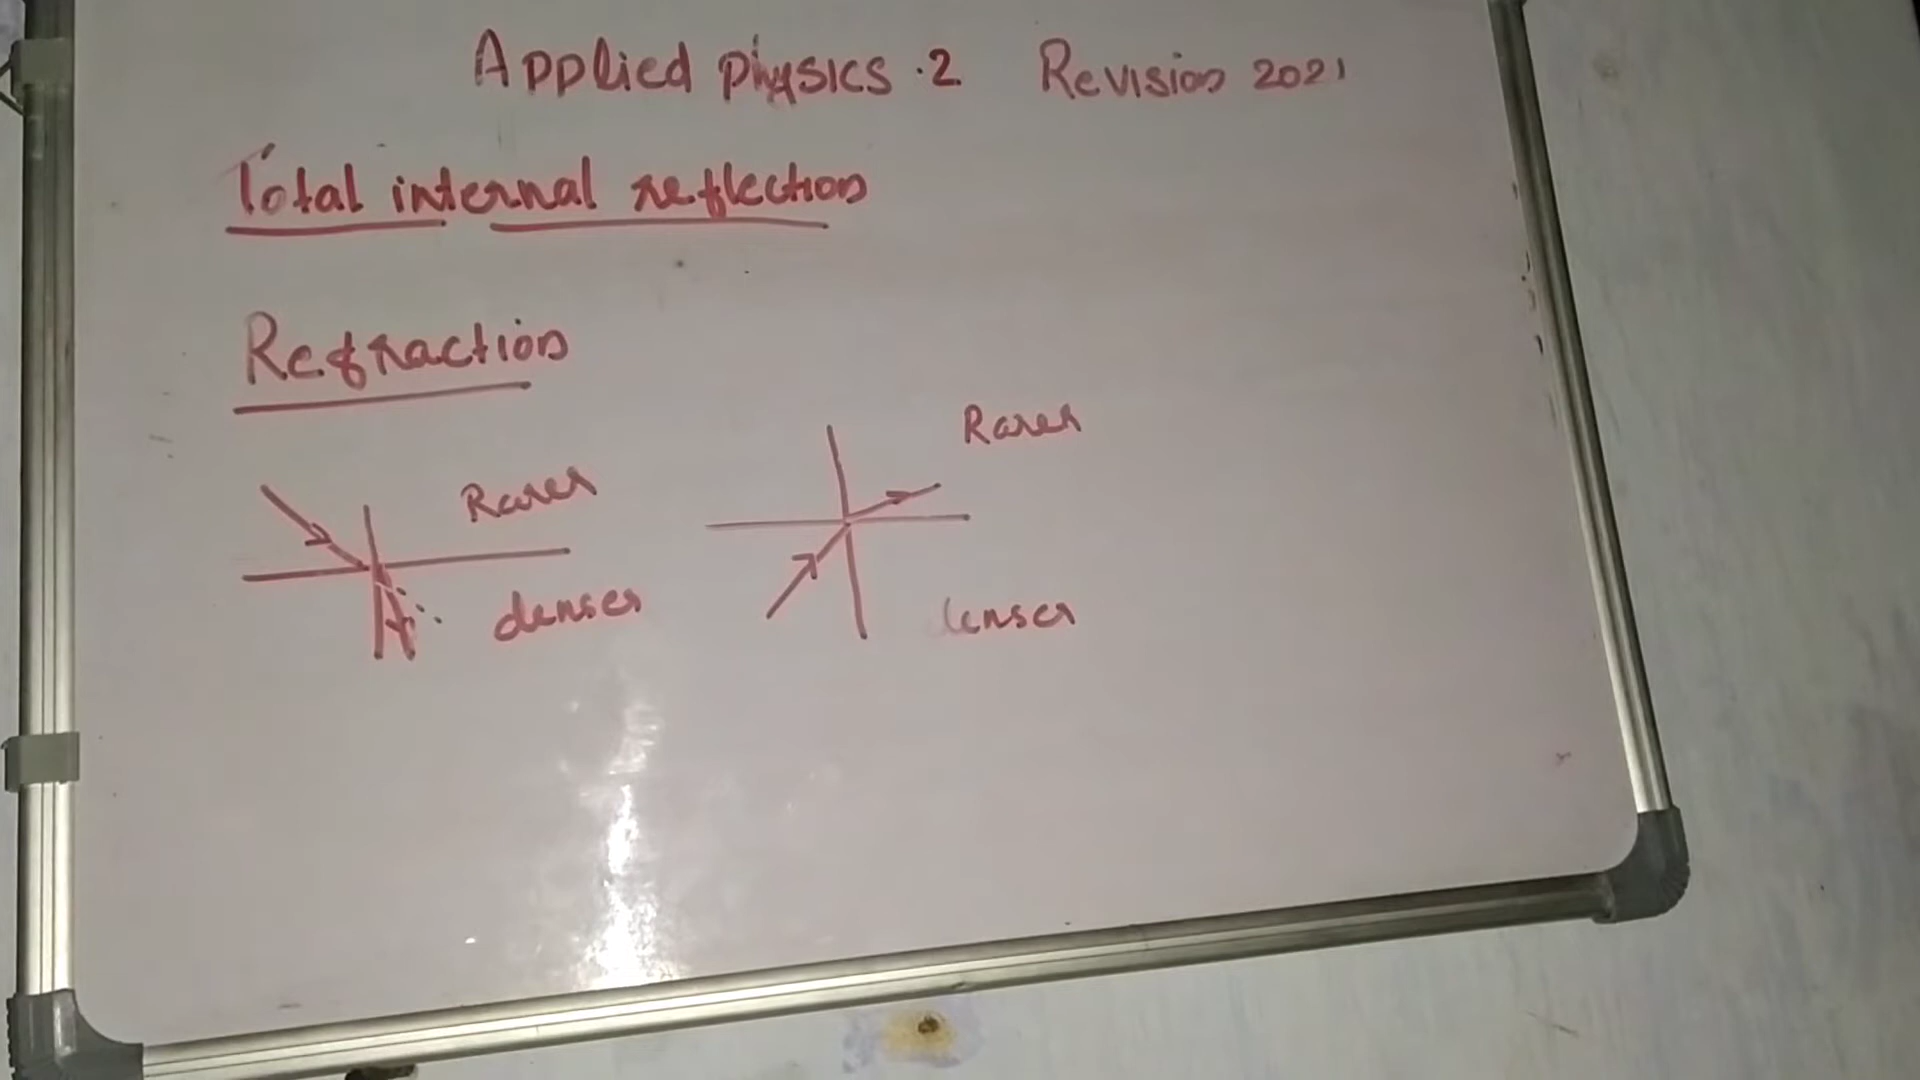 Applied physics .2 Revision 2021
Total internal reflection
Refraction
Rarer
Rarer
denser
denser